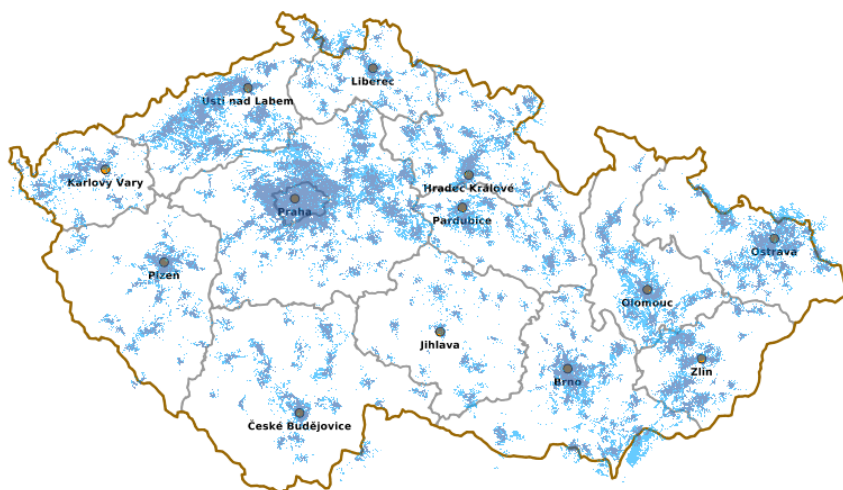 Liberec
Ústí nad Labem
Karlovy Vary
Hradec Králové
Praha
Pardubice
Ostrava
Plzeň
Olomouc
Jihlava
Zlín
Brno
České Budějovice